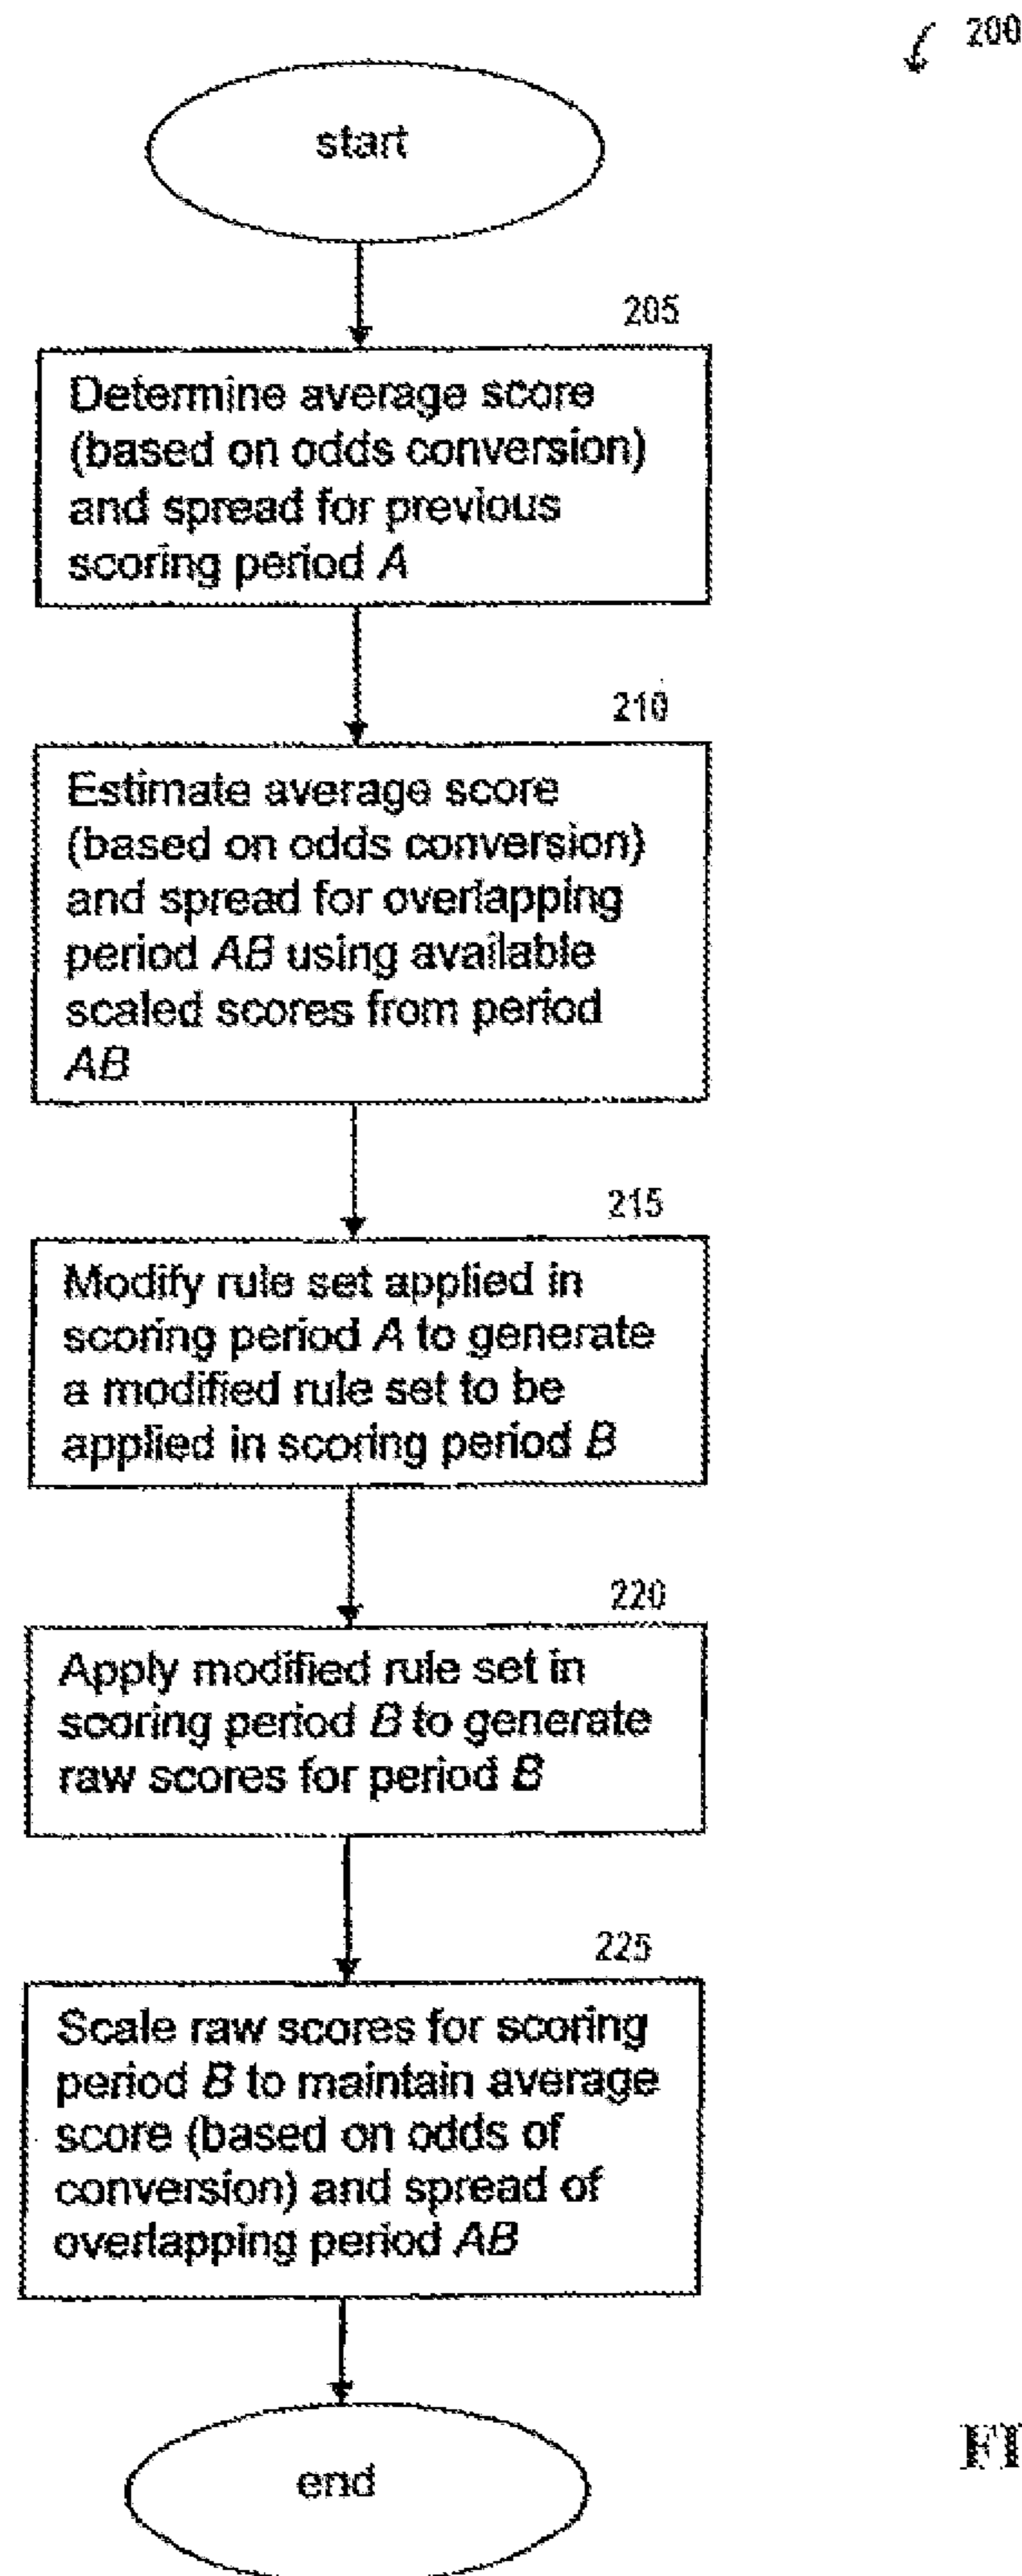 200
start
205
Determine average score
(based on odds conversion)
and spread for previous
scoring period A
210
Estimate average score
(based on odds conversion)
and spread for overlapping
period AB using available
scaled scores from period
AB
215
Modify rule set applied in
scoring period A to generate
a modified rule set to be
applied in scoring period B
220
Apply modified rule set in
scoring period B to generate
raw scores for period B
225
Scale raw scores for scoring
period B to maintain average
score (based on odds of
conversion) and spread of
overlapping period AB
end